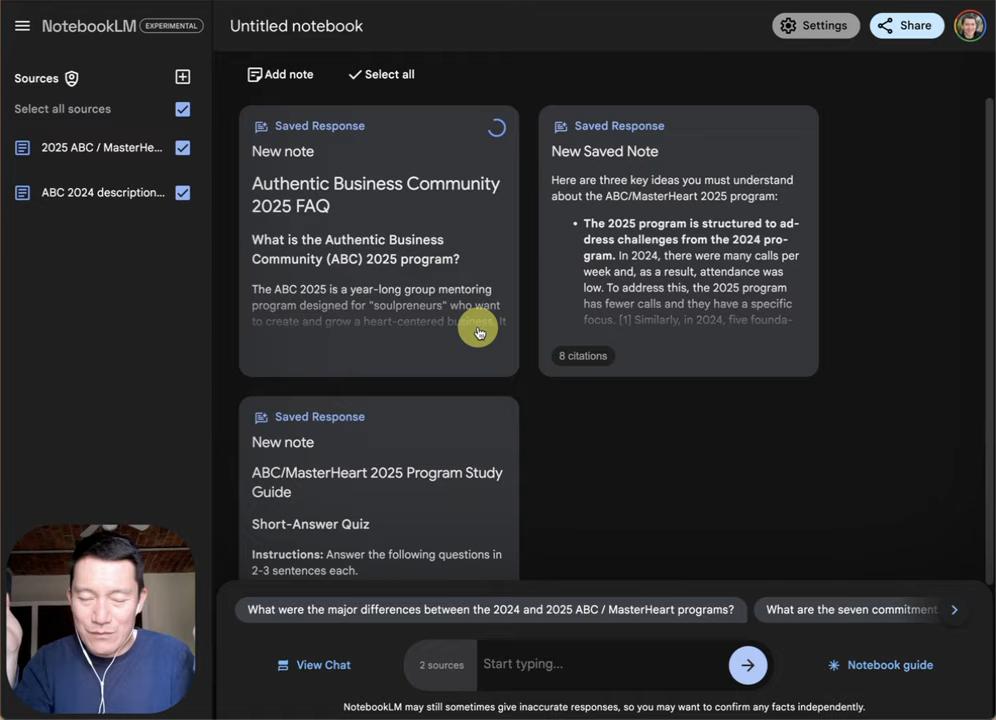 NotebookLM EXPERIMENTAL
Untitled notebook
Settings
Share
Sources
Select all sources
2025 ABC / MasterHe...
ABC 2024 description...
Add note
Select all
Saved Response
New note
Authentic Business Community
2025 FAQ
What is the Authentic Business
Community (ABC) 2025 program?
The ABC 2025 is a year-long group mentoring
program designed for "soulpreneurs" who want
to create and grow a heart-centered business. It
Saved Response
New Saved Note
Here are three key ideas you must understand
about the ABC/MasterHeart 2025 program:
• The 2025 program is structured to ad-
dress challenges from the 2024 pro-
gram. In 2024, there were many calls per
week and, as a result, attendance was
low. To address this, the 2025 program
has fewer calls and they have a specific
focus. [1] Similarly, in 2024, five founda-
8 citations
Saved Response
New note
ABC/MasterHeart 2025 Program Study
Guide
Short-Answer Quiz
Instructions: Answer the following questions in
2-3 sentences each.
What were the major differences between the 2024 and 2025 ABC / MasterHeart programs?
What are the seven commitment
View Chat
2 sources
Start typing...
Notebook guide
NotebookLM may still sometimes give inaccurate responses, so you may want to confirm any facts independently.